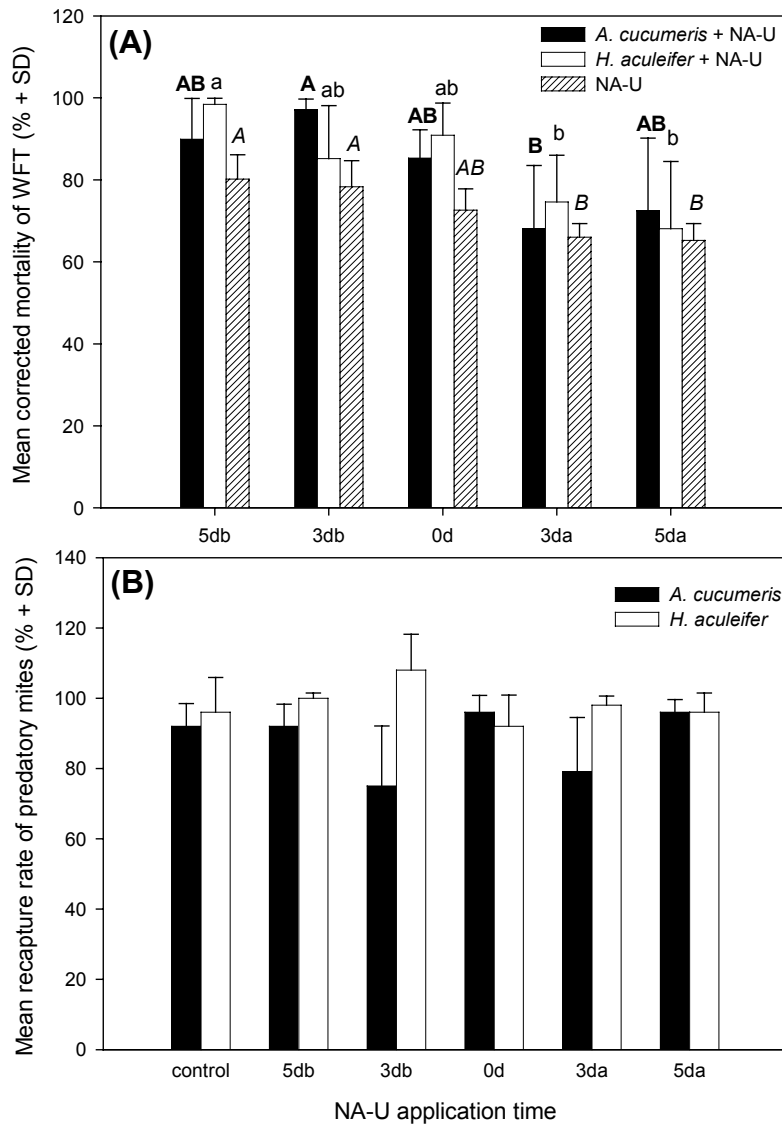 (A)
Mean corrected mortality of WFT (% + SD)
120
100
80
60
40
20
0
A. cucumeris + NA-U
H. aculeifer + NA-U
NA-U
AB a A
A ab A
AB ab AB
B b B
AB b B
5db 3db 0d 3da 5da
(B)
Mean recapture rate of predatory mites (% + SD)
140
120
100
80
60
40
20
0
A. cucumeris
H. aculeifer
control 5db 3db 0d 3da 5da
NA-U application time